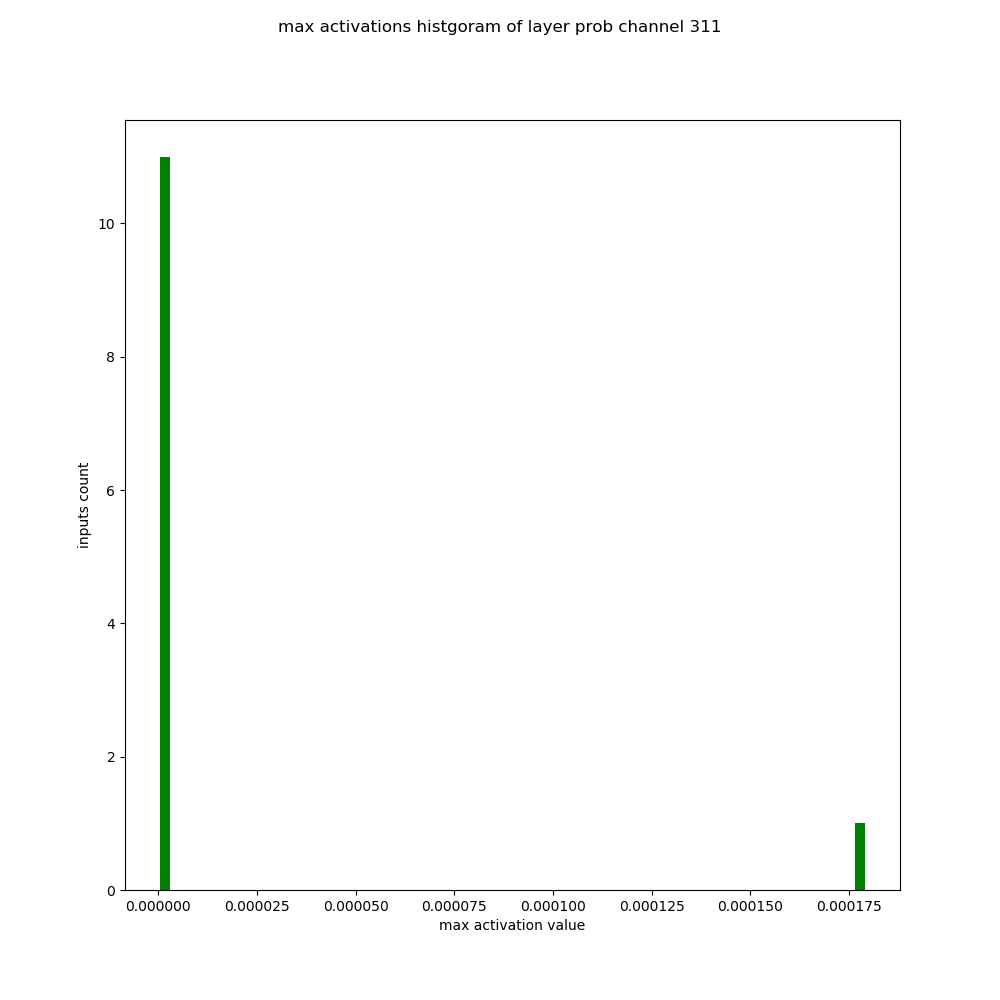 max activations histgoram of layer prob channel 311
10
8
6
4
2
0
inputs count
0.000000 0.000025 0.000050 0.000075 0.000100 0.000125 0.000150 0.000175
max activation value